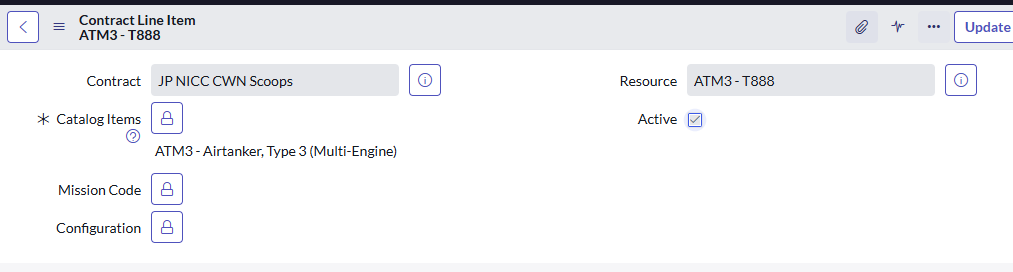 Contract Line Item
ATM3 - T888
Update
Contract JP NICC CWN Scoops
Resource ATM3 - T888
Catalog Items
Active
ATM3 - Airtanker, Type 3 (Multi-Engine)
Mission Code
Configuration